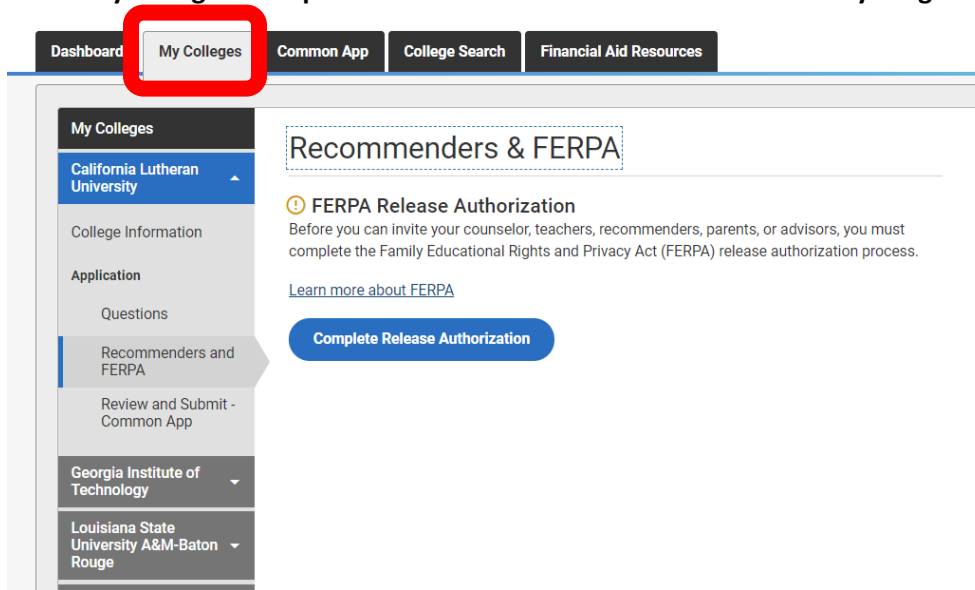 Dashboard My Colleges Common App College Search Financial Aid Resources
My Colleges
California Lutheran
University
College Information
Application
Questions
Recommenders and
FERPA
Review and Submit -
Common App
Georgia Institute of
Technology
Louisiana State
University A&M-Baton
Rouge
Recommenders & FERPA
FERPA Release Authorization
Before you can invite your counselor, teachers, recommenders, parents, or advisors, you must
complete the Family Educational Rights and Privacy Act (FERPA) release authorization process.
Learn more about FERPA
Complete Release Authorization